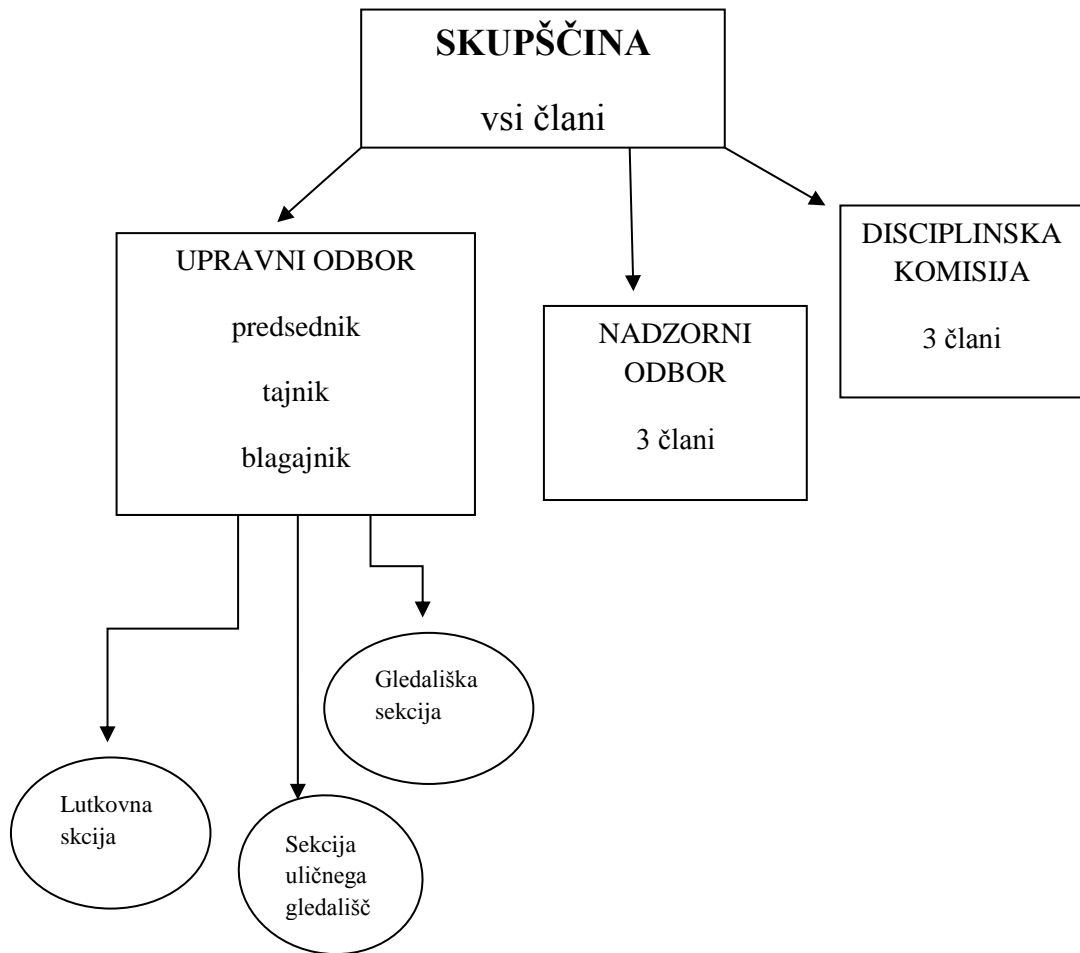 SKUPŠČINA
vsi člani
UPRAVNI ODBOR
predsednik
tajnik
blagajnik
NADZORNI
ODBOR
3 člani
DISCIPLINSKA
KOMISIJA
3 člani
Gledališka
sekcija
Lutkovna
skcija
Sekcija
uličnega
gledališč